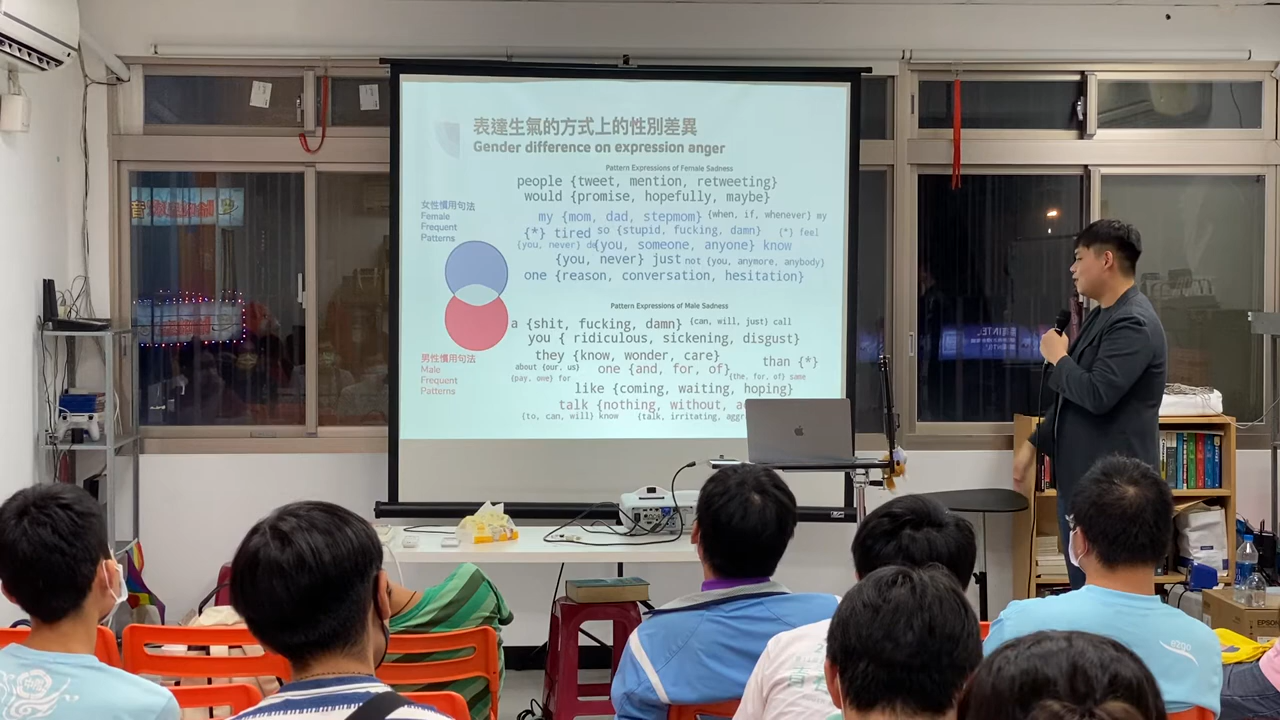 表達生氣的方式上的性別差異
Gender difference on expression anger
Pattern Expressions of Female Sadness
people {tweet, mention, retweeting}
would {promise, hopefully, maybe}
女性慣用句法
Female
Frequent
Patterns
my {mom, dad, stepmom} {when, if, whenever} my
{*} tired so {stupid, fucking, damn} {*} feel
{you, never} do {you, someone, anyone} know
{you, never} just not {you, anymore, anybody}
one {reason, conversation, hesitation}
Pattern Expressions of Male Sadness
a {shit, fucking, damn} {can, will, just} call
you { ridiculous, sickening, disgust}
they {know, wonder, care} than {*}
男性慣用句法
Male
Frequent
Patterns
about {our, us} one {and, for, of}
{pay, owe} for {the, for, of} same
like {coming, waiting, hoping}
talk {nothing, without,
{to, can, will} know {talk, irritating,
EPSON